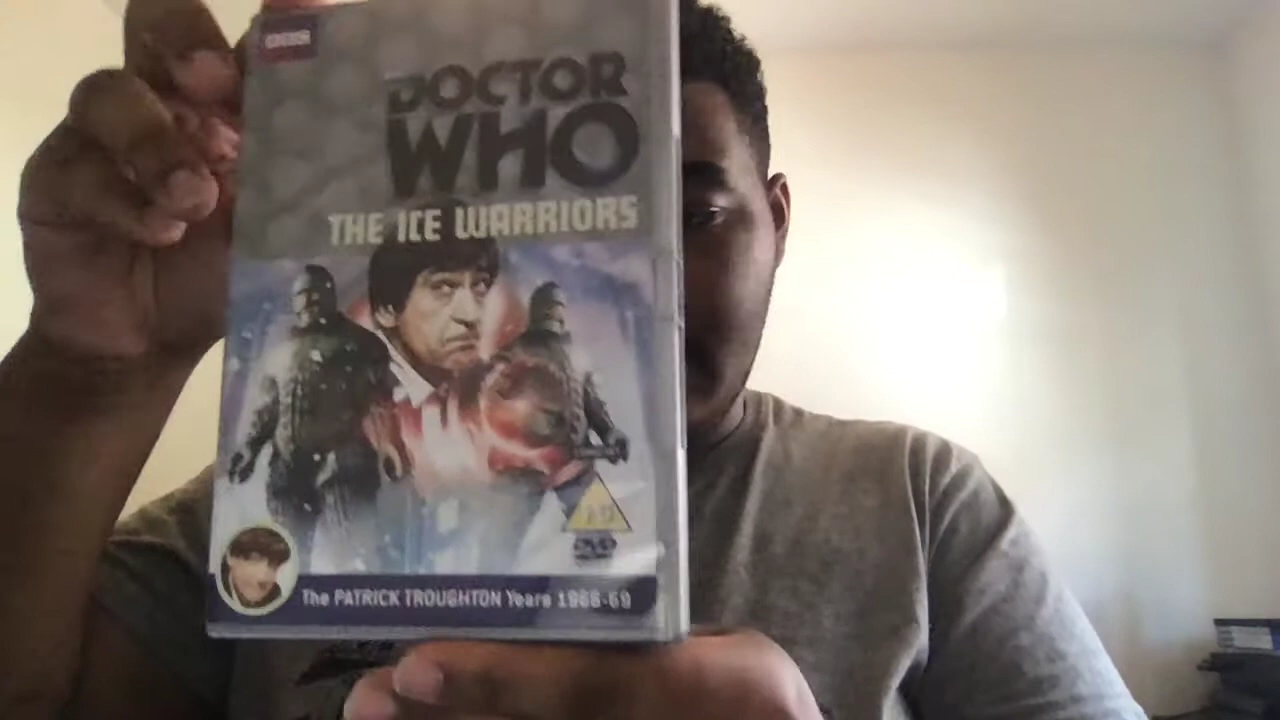 BBC
DOCTOR
WHO
THE ICE WARRIORS
PG
DVD
The PATRICK TROUGHTON Years 1966-69